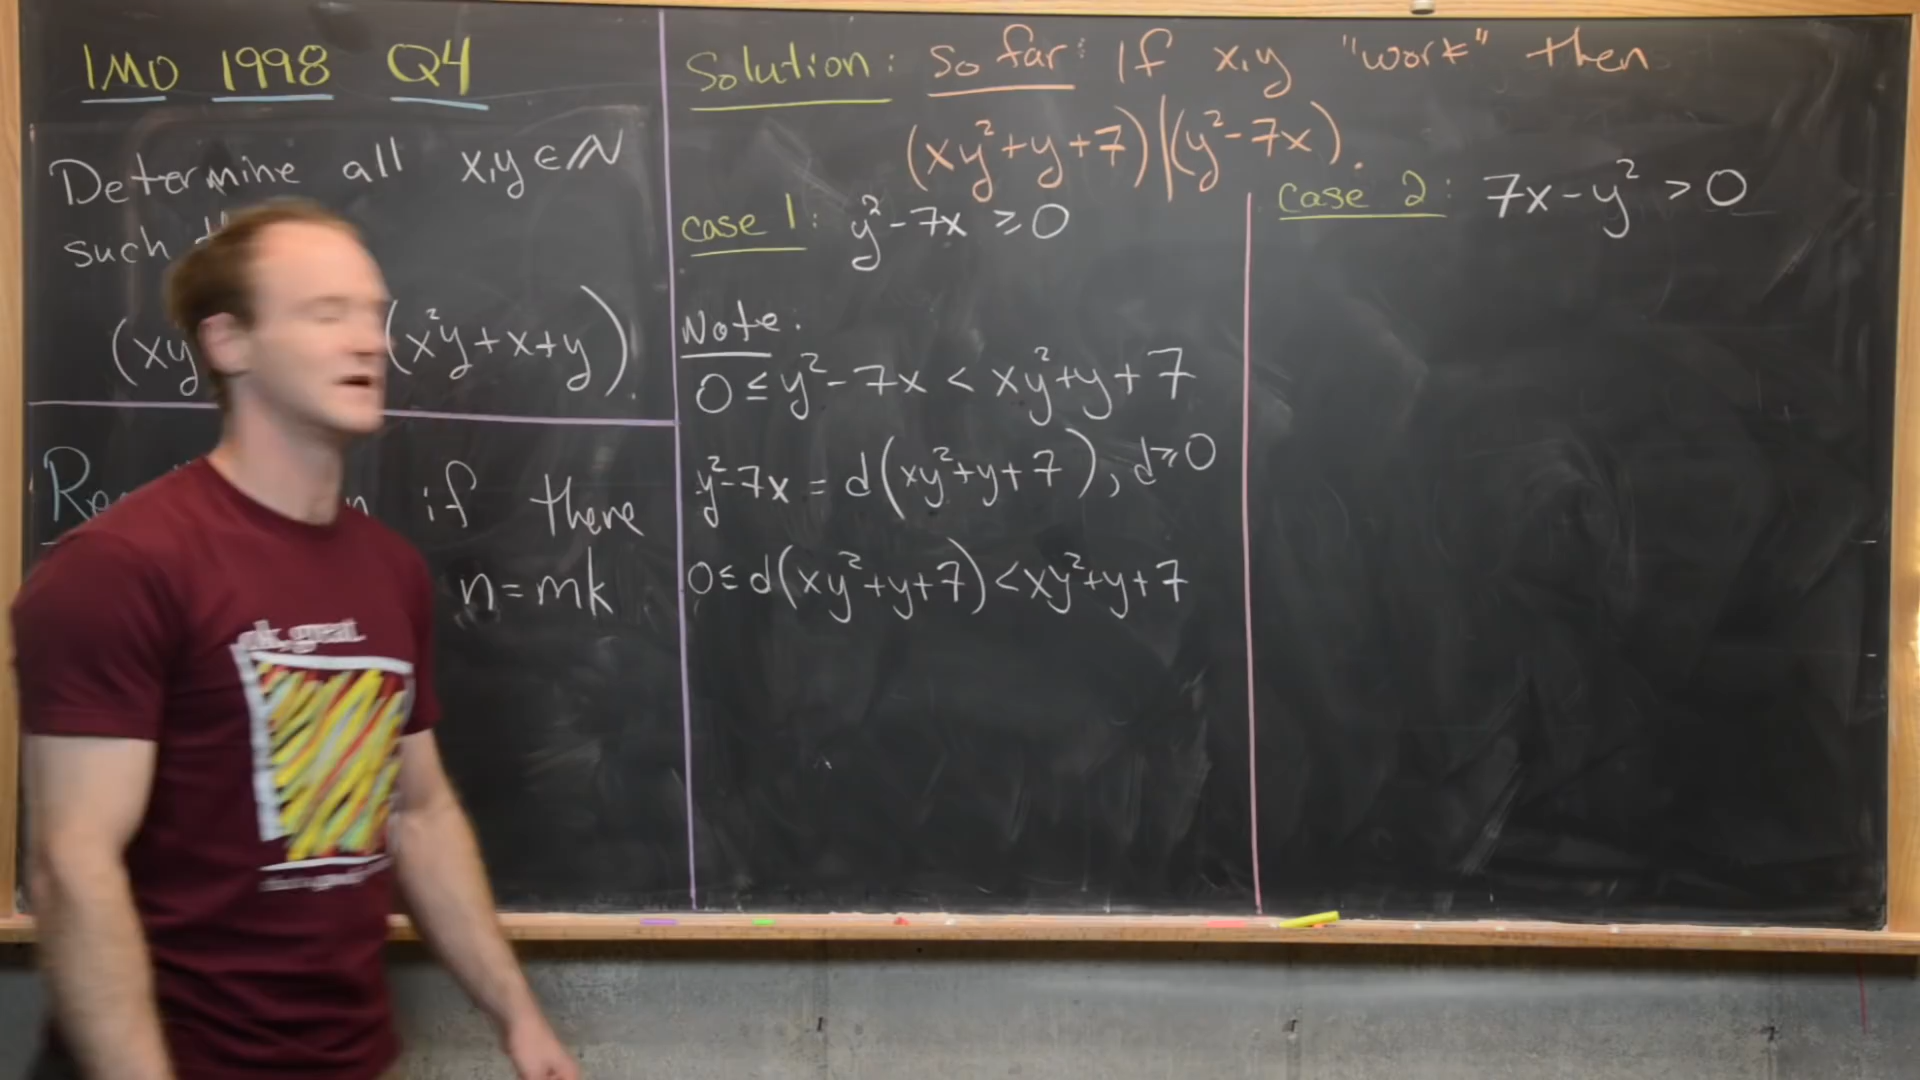 IMO 1998 Q4
Determine all x,y ∈ ℕ
such
(xy (x²y+x+y).
if there
n=mk
Solution: So far: If x,y "work" then
(xy²+y+7)|(y²-7x).
case 1: y²-7x ≥ 0
Note:
0 ≤ y²-7x < xy²+y+7
y²-7x = d(xy²+y+7), d≥0
0≤d(xy²+y+7)<xy²+y+7
case 2: 7x-y² > 0
ok, great.